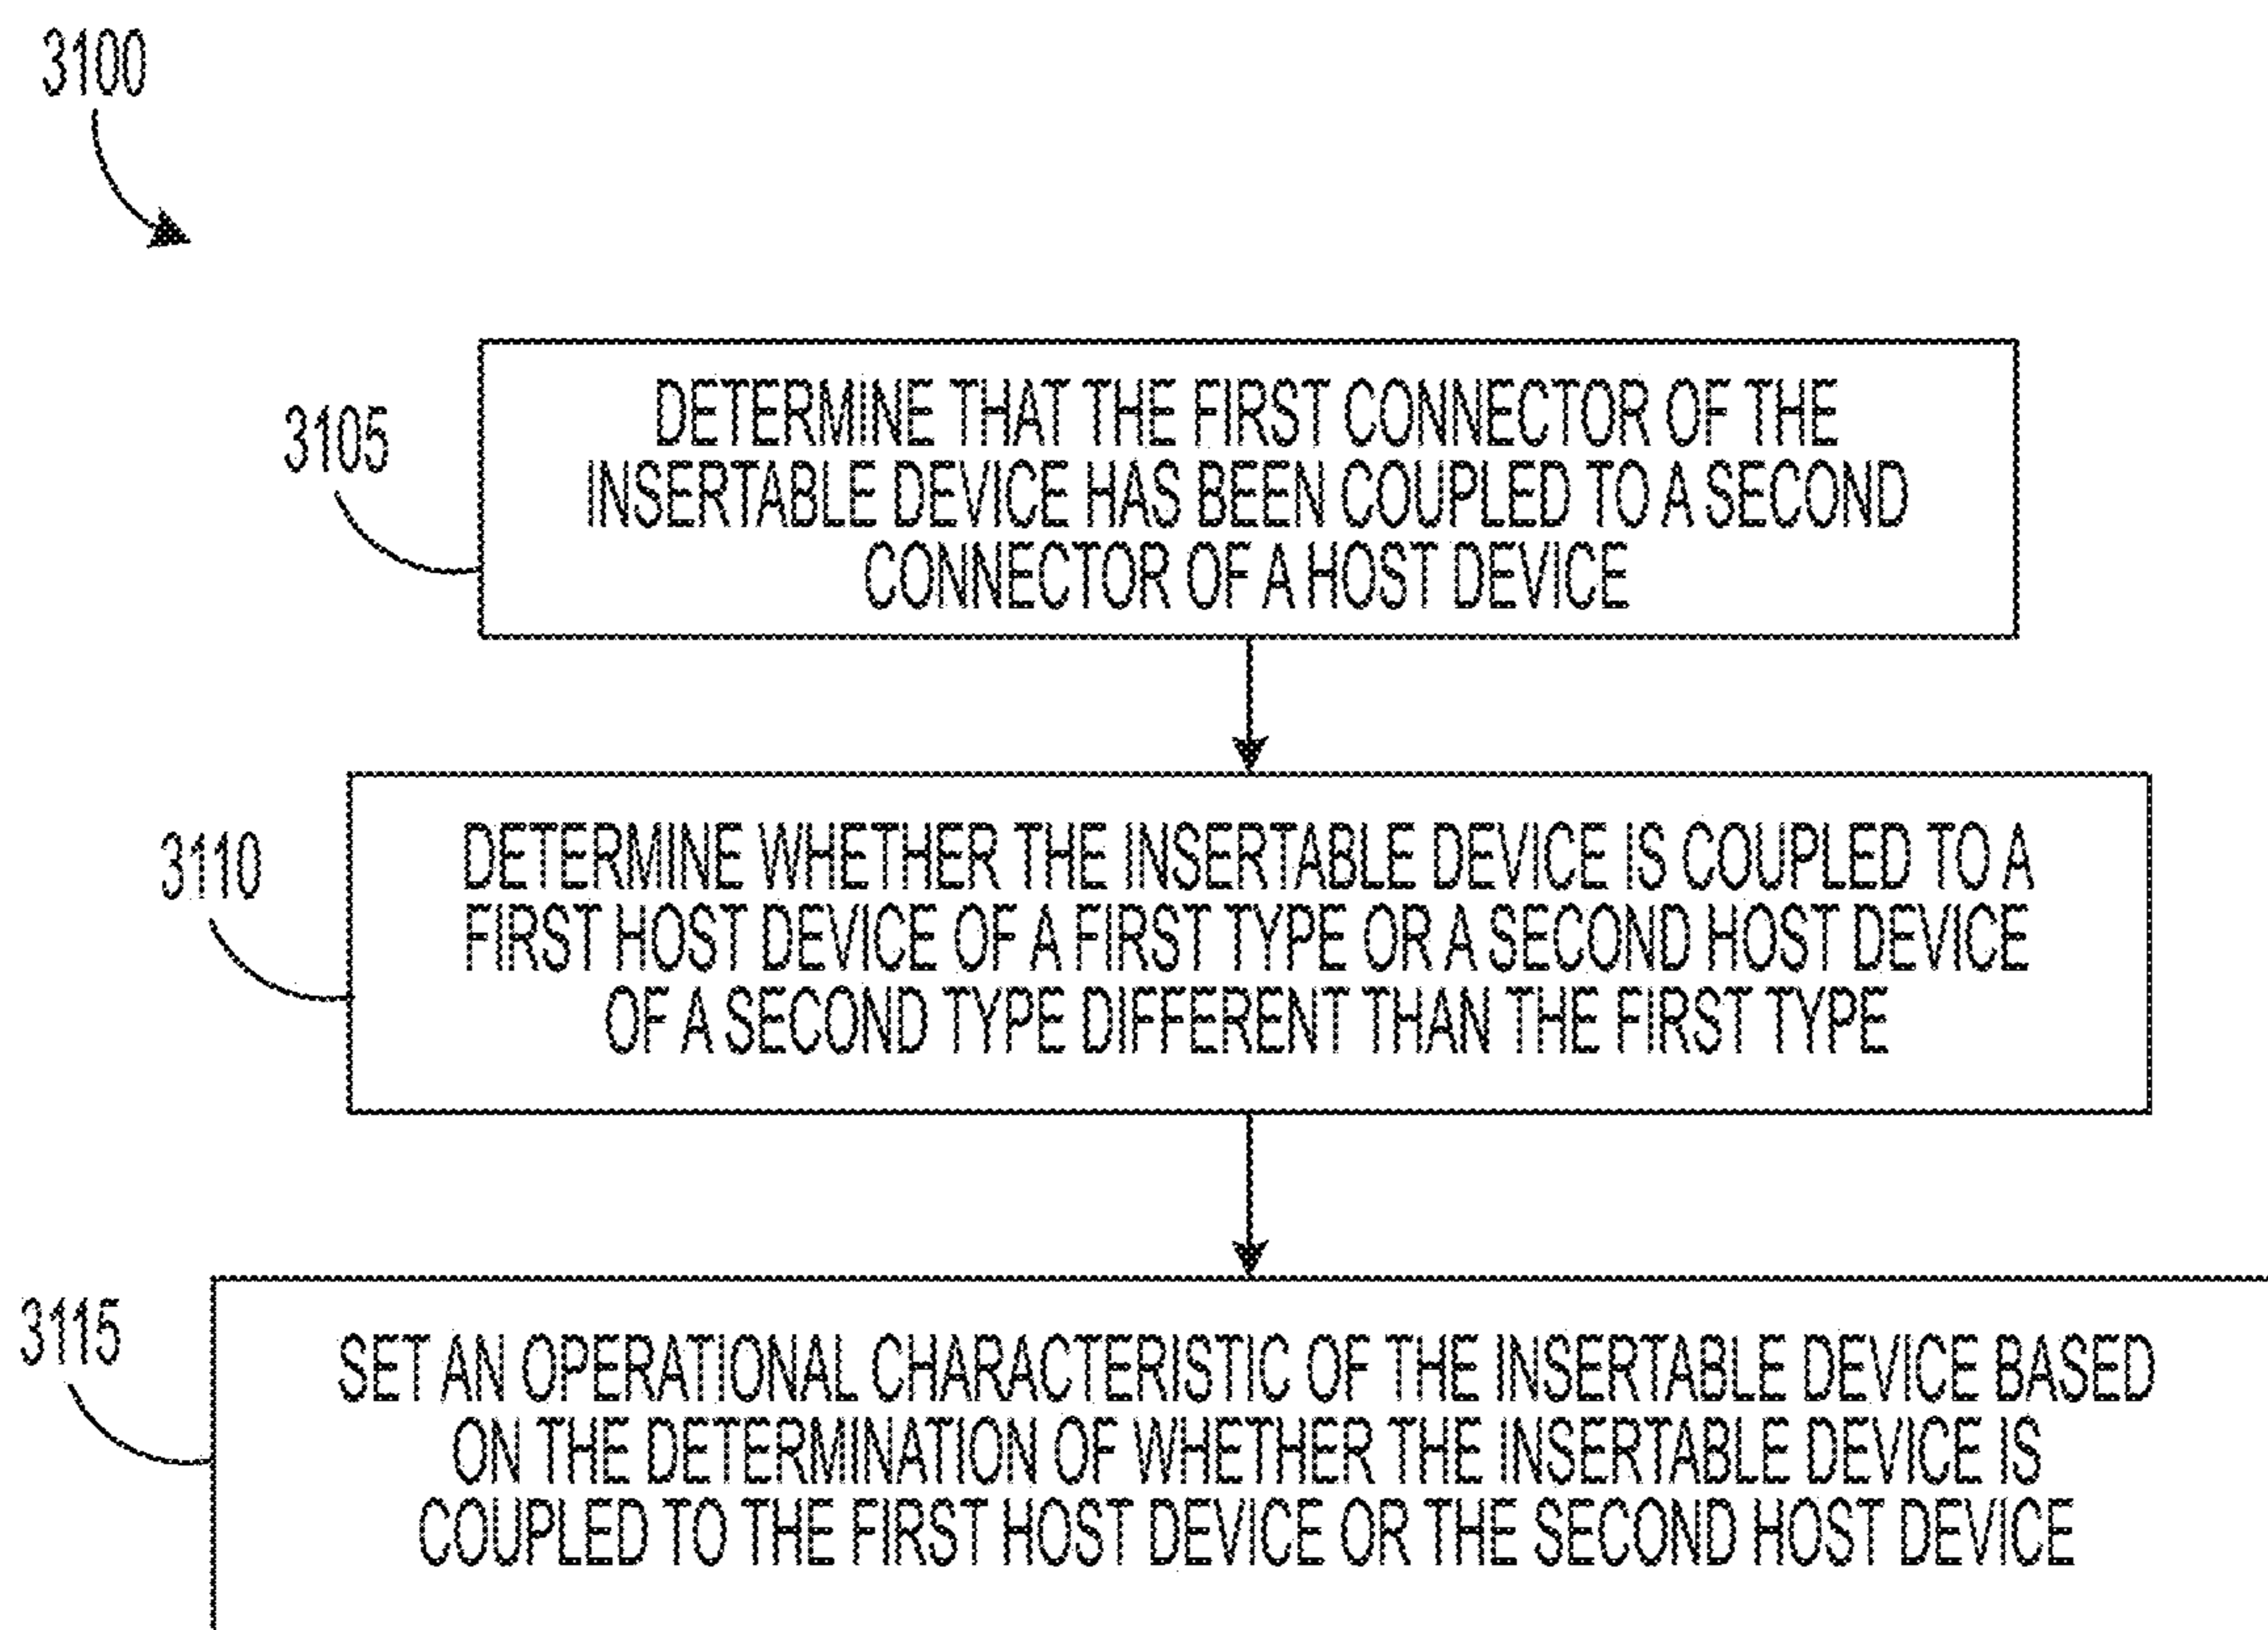 3100
3105
DETERMINE THAT THE FIRST CONNECTOR OF THE
INSERTABLE DEVICE HAS BEEN COUPLED TO A SECOND
CONNECTOR OF A HOST DEVICE
3110
DETERMINE WHETHER THE INSERTABLE DEVICE IS COUPLED TO A
FIRST HOST DEVICE OF A FIRST TYPE OR A SECOND HOST DEVICE
OF A SECOND TYPE DIFFERENT THAN THE FIRST TYPE
3115
SET AN OPERATIONAL CHARACTERISTIC OF THE INSERTABLE DEVICE BASED
ON THE DETERMINATION OF WHETHER THE INSERTABLE DEVICE IS
COUPLED TO THE FIRST HOST DEVICE OR THE SECOND HOST DEVICE